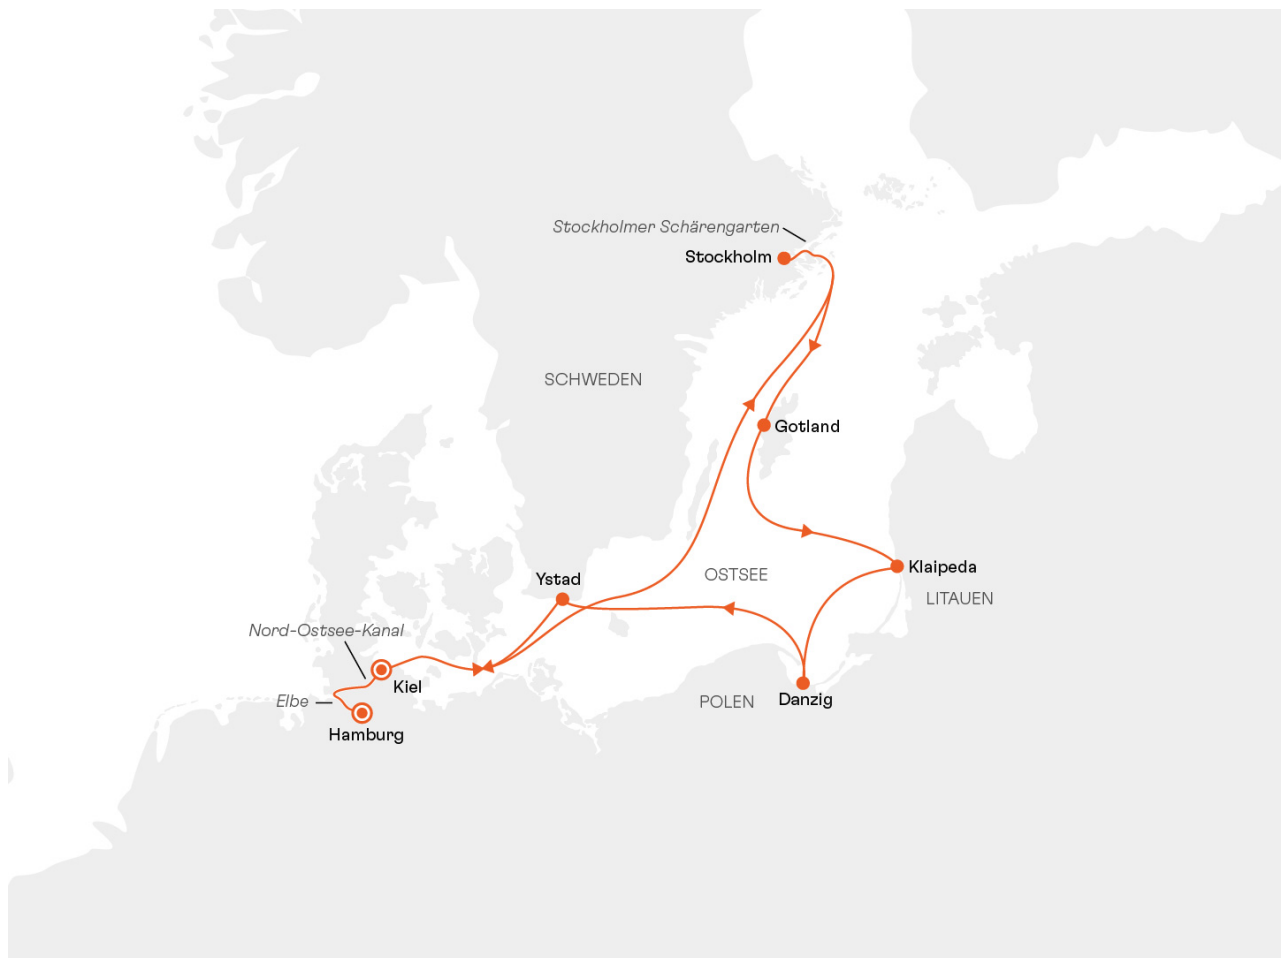 Stockholmer Schärengarten
Stockholm
SCHWEDEN
Gotland
Klaipeda
OSTSEE
Ystad
LITAUEN
Nord-Ostsee-Kanal
Kiel
Elbe
POLEN
Danzig
Hamburg